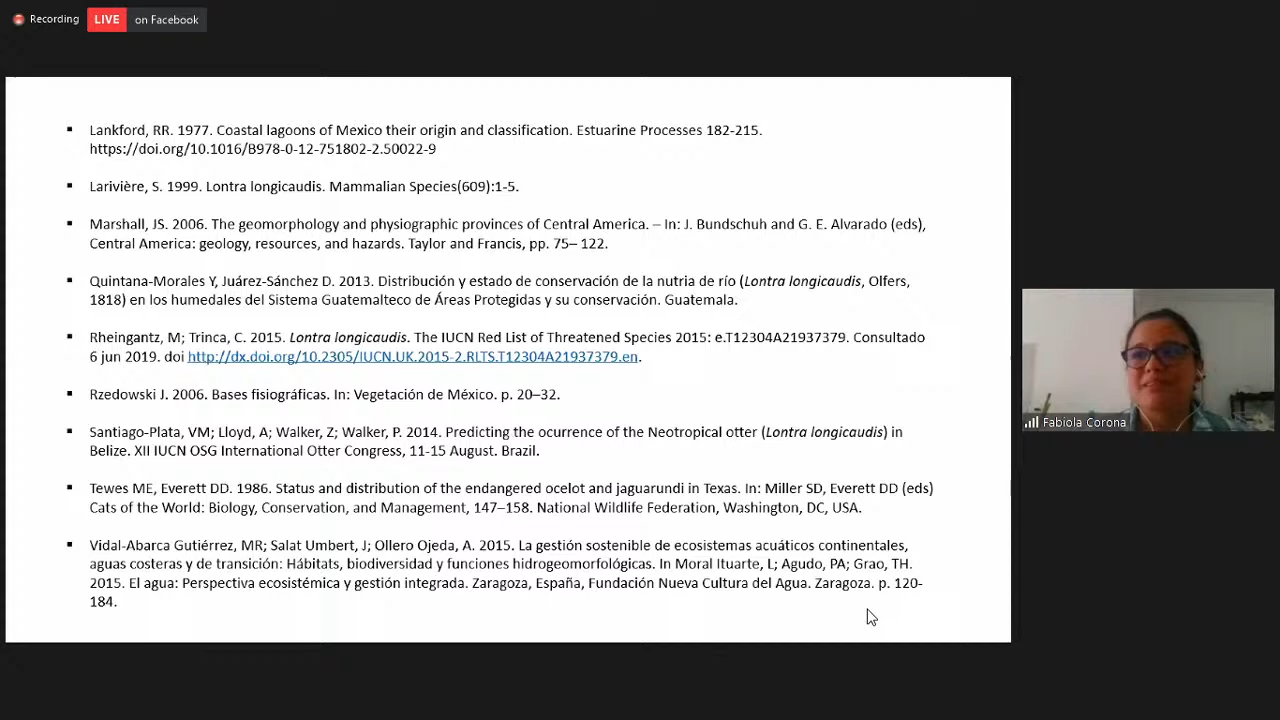 Recording LIVE on Facebook
▪ Lankford, RR. 1977. Coastal lagoons of Mexico their origin and classification. Estuarine Processes 182-215.
https://doi.org/10.1016/B978-0-12-751802-2.50022-9
▪ Larivière, S. 1999. Lontra longicaudis. Mammalian Species(609):1-5.
▪ Marshall, JS. 2006. The geomorphology and physiographic provinces of Central America. – In: J. Bundschuh and G. E. Alvarado (eds),
Central America: geology, resources, and hazards. Taylor and Francis, pp. 75– 122.
▪ Quintana-Morales Y, Juárez-Sánchez D. 2013. Distribución y estado de conservación de la nutria de río (Lontra longicaudis, Olfers,
1818) en los humedales del Sistema Guatemalteco de Áreas Protegidas y su conservación. Guatemala.
▪ Rheingantz, M; Trinca, C. 2015. Lontra longicaudis. The IUCN Red List of Threatened Species 2015: e.T12304A21937379. Consultado
6 jun 2019. doi http://dx.doi.org/10.2305/IUCN.UK.2015-2.RLTS.T12304A21937379.en.
▪ Rzedowski J. 2006. Bases fisiográficas. In: Vegetación de México. p. 20–32.
▪ Santiago-Plata, VM; Lloyd, A; Walker, Z; Walker, P. 2014. Predicting the ocurrence of the Neotropical otter (Lontra longicaudis) in
Belize. XII IUCN OSG International Otter Congress, 11-15 August. Brazil.
▪ Tewes ME, Everett DD. 1986. Status and distribution of the endangered ocelot and jaguarundi in Texas. In: Miller SD, Everett DD (eds)
Cats of the World: Biology, Conservation, and Management, 147–158. National Wildlife Federation, Washington, DC, USA.
▪ Vidal-Abarca Gutiérrez, MR; Salat Umbert, J; Ollero Ojeda, A. 2015. La gestión sostenible de ecosistemas acuáticos continentales,
aguas costeras y de transición: Hábitats, biodiversidad y funciones hidrogeomorfológicas. In Moral Ituarte, L; Agudo, PA; Grao, TH.
2015. El agua: Perspectiva ecosistémica y gestión integrada. Zaragoza, España, Fundación Nueva Cultura del Agua. Zaragoza. p. 120-
184.
Fabiola Corona